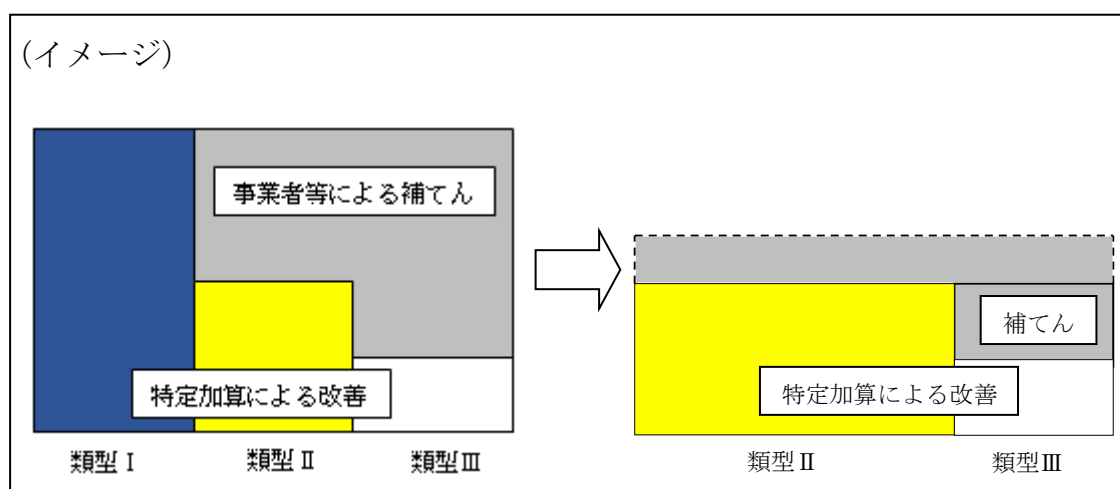 （イメージ）
事業者等による補てん
特定加算による改善
類型Ⅰ
類型Ⅱ
類型Ⅲ
補てん
特定加算による改善
類型Ⅱ
類型Ⅲ